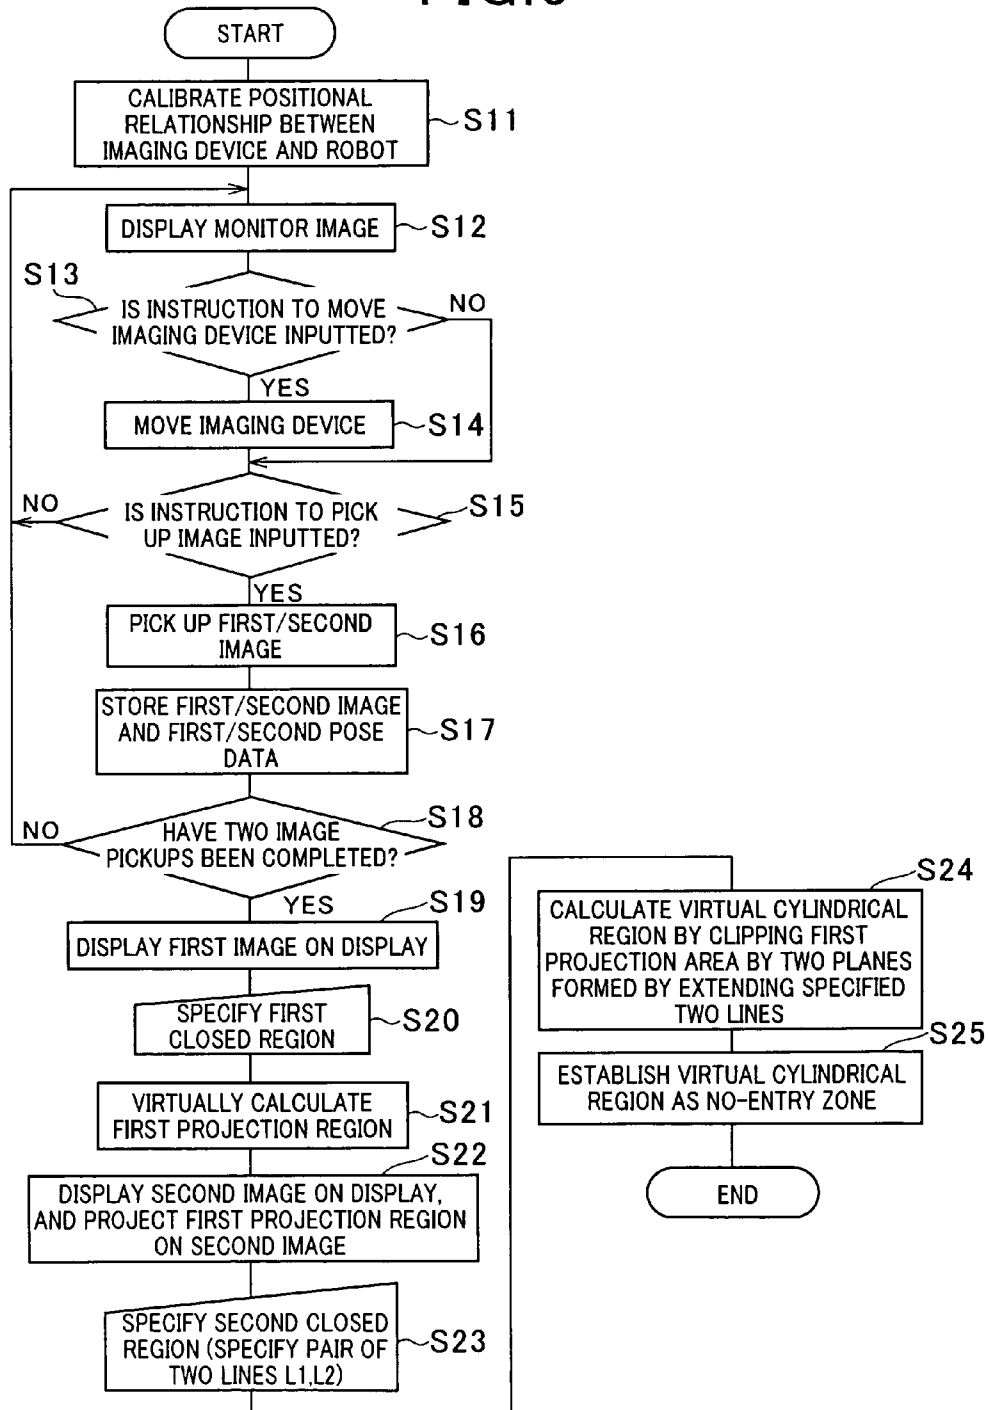 START
CALIBRATE POSITIONAL
RELATIONSHIP BETWEEN
IMAGING DEVICE AND ROBOT
S11
DISPLAY MONITOR IMAGE
S12
S13
IS INSTRUCTION TO MOVE
IMAGING DEVICE INPUTTED?
NO
YES
MOVE IMAGING DEVICE
S14
NO
IS INSTRUCTION TO PICK
UP IMAGE INPUTTED?
S15
YES
PICK UP FIRST/SECOND
IMAGE
S16
STORE FIRST/SECOND IMAGE
AND FIRST/SECOND POSE
DATA
S17
NO
HAVE TWO IMAGE
PICKUPS BEEN COMPLETED?
S18
YES
S19
DISPLAY FIRST IMAGE ON DISPLAY
SPECIFY FIRST
CLOSED REGION
S20
VIRTUALLY CALCULATE
FIRST PROJECTION REGION
S21
S22
DISPLAY SECOND IMAGE ON DISPLAY,
AND PROJECT FIRST PROJECTION REGION
ON SECOND IMAGE
SPECIFY SECOND CLOSED
REGION (SPECIFY PAIR OF
TWO LINES L1,L2)
S23
S24
CALCULATE VIRTUAL CYLINDRICAL
REGION BY CLIPPING FIRST
PROJECTION AREA BY TWO PLANES
FORMED BY EXTENDING SPECIFIED
TWO LINES
S25
ESTABLISH VIRTUAL CYLINDRICAL
REGION AS NO-ENTRY ZONE
END